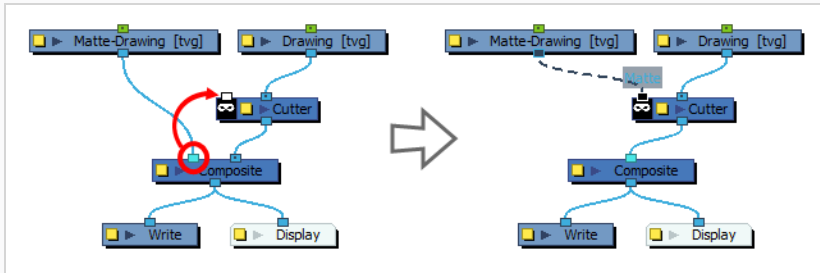 Matte-Drawing [tvg]
Drawing [tvg]
Cutter
Composite
Write
Display
Matte-Drawing [tvg]
Drawing [tvg]
Matte
Cutter
Composite
Write
Display